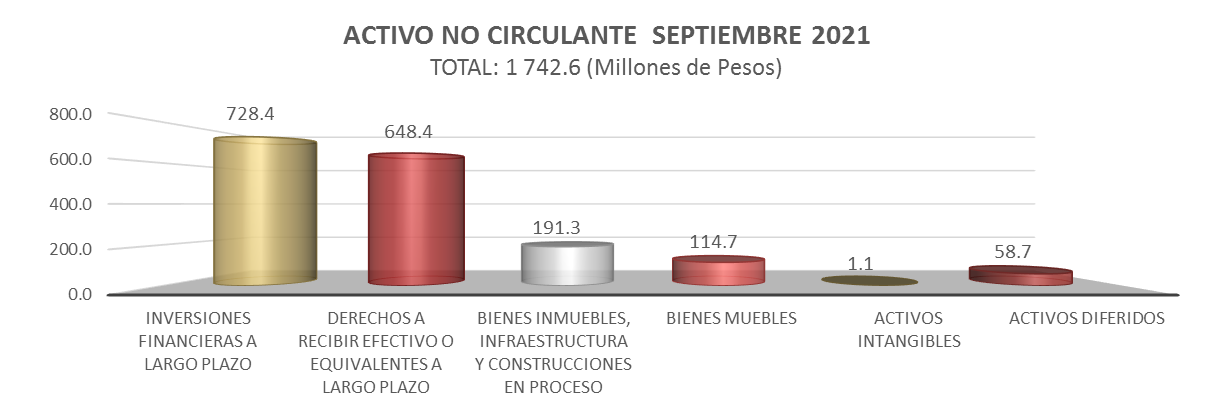 ACTIVO NO CIRCULANTE SEPTIEMBRE 2021
TOTAL: 1 742.6 (Millones de Pesos)
800.0
600.0
400.0
200.0
0.0
728.4
648.4
191.3
114.7
1.1
58.7
INVERSIONES
FINANCIERAS A
LARGO PLAZO
DERECHOS A
RECIBIR EFECTIVO O
EQUIVALENTES A
LARGO PLAZO
BIENES INMUEBLES,
INFRAESTRUCTURA
Y CONSTRUCCIONES
EN PROCESO
BIENES MUEBLES
ACTIVOS
INTANGIBLES
ACTIVOS DIFERIDOS